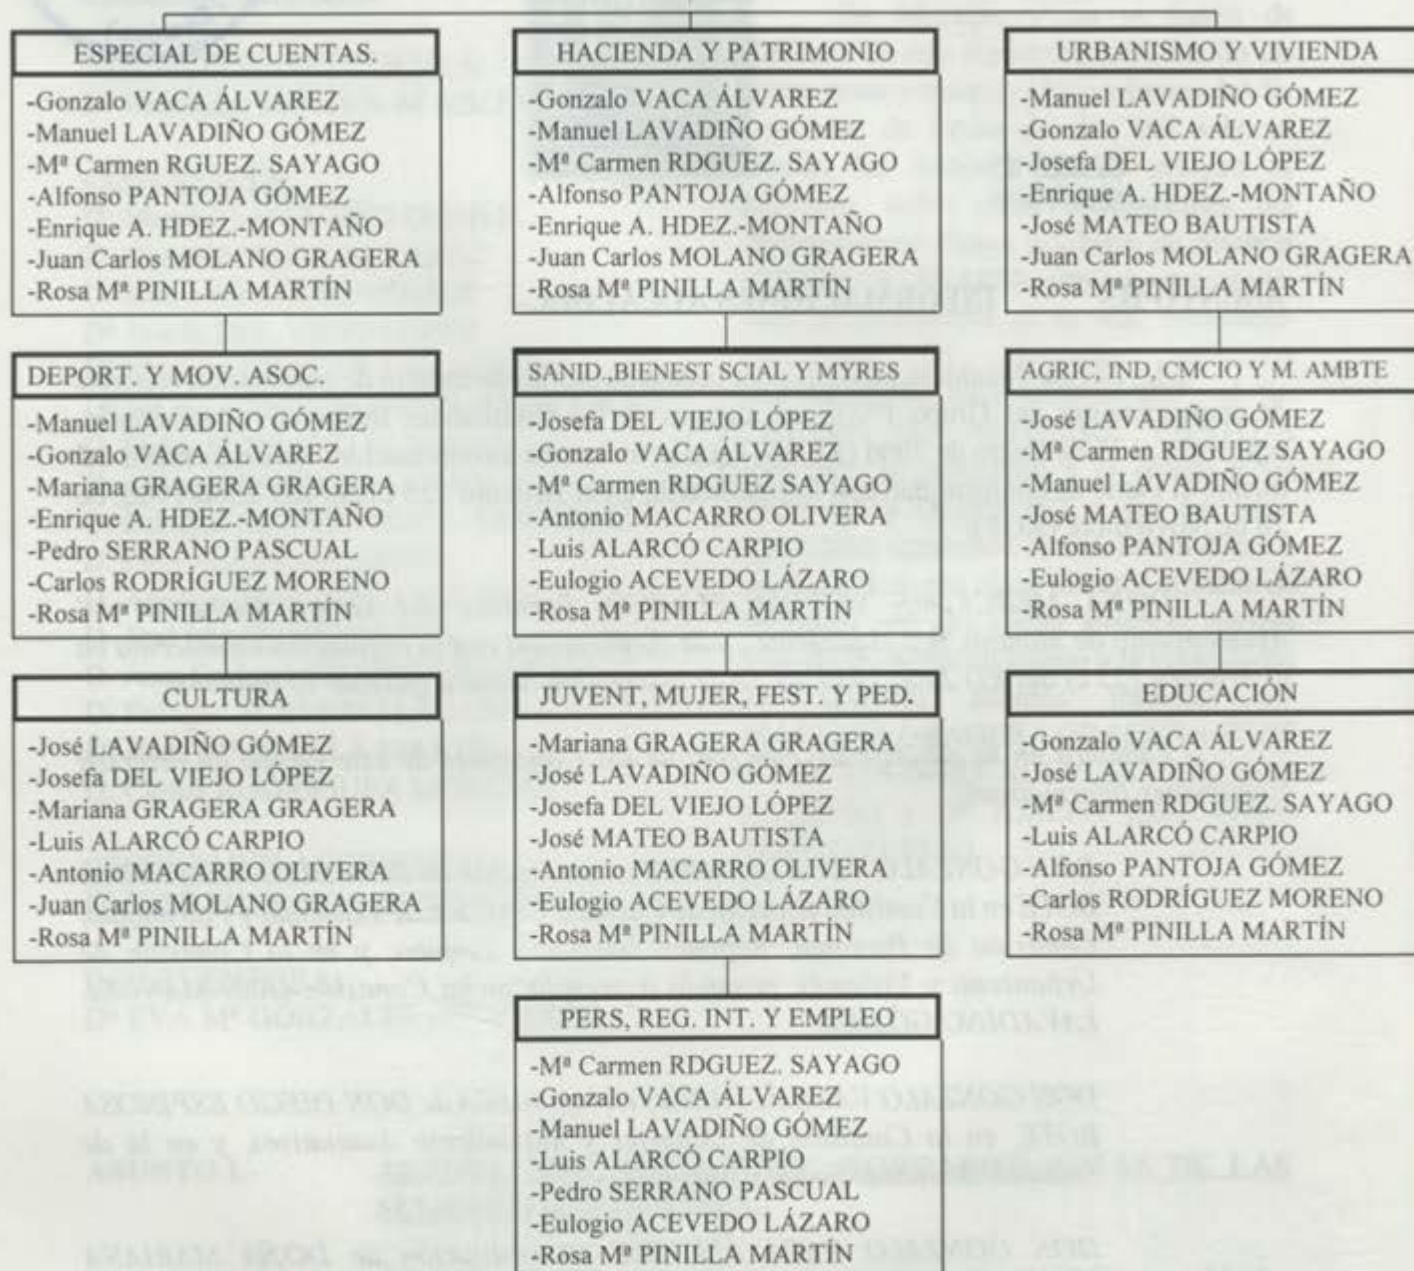 ESPECIAL DE CUENTAS.
-Gonzalo VACA ÁLVAREZ
-Manuel LAVADIÑO GÓMEZ
-Mª Carmen RGUEZ. SAYAGO
-Alfonso PANTOJA GÓMEZ
-Enrique A. HDEZ.-MONTAÑO
-Juan Carlos MOLANO GRAGERA
-Rosa Mª PINILLA MARTÍN
HACIENDA Y PATRIMONIO
-Gonzalo VACA ÁLVAREZ
-Manuel LAVADIÑO GÓMEZ
-Mª Carmen RDGUEZ. SAYAGO
-Alfonso PANTOJA GÓMEZ
-Enrique A. HDEZ.-MONTAÑO
-Juan Carlos MOLANO GRAGERA
-Rosa Mª PINILLA MARTÍN
URBANISMO Y VIVIENDA
-Manuel LAVADIÑO GÓMEZ
-Gonzalo VACA ÁLVAREZ
-Josefa DEL VIEJO LÓPEZ
-Enrique A. HDEZ.-MONTAÑO
-José MATEO BAUTISTA
-Juan Carlos MOLANO GRAGERA
-Rosa Mª PINILLA MARTÍN
DEPORT. Y MOV. ASOC.
-Manuel LAVADIÑO GÓMEZ
-Gonzalo VACA ÁLVAREZ
-Mariana GRAGERA GRAGERA
-Enrique A. HDEZ.-MONTAÑO
-Pedro SERRANO PASCUAL
-Carlos RODRÍGUEZ MORENO
-Rosa Mª PINILLA MARTÍN
SANID.,BIENEST SCIAL Y MYRES
-Josefa DEL VIEJO LÓPEZ
-Gonzalo VACA ÁLVAREZ
-Mª Carmen RDGUEZ SAYAGO
-Antonio MACARRO OLIVERA
-Luis ALARCÓ CARPIO
-Eulogio ACEVEDO LÁZARO
-Rosa Mª PINILLA MARTÍN
AGRIC, IND, CMCIO Y M. AMBTE
-José LAVADIÑO GÓMEZ
-Mª Carmen RDGUEZ SAYAGO
-Manuel LAVADIÑO GÓMEZ
-José MATEO BAUTISTA
-Alfonso PANTOJA GÓMEZ
-Eulogio ACEVEDO LÁZARO
-Rosa Mª PINILLA MARTÍN
CULTURA
-José LAVADIÑO GÓMEZ
-Josefa DEL VIEJO LÓPEZ
-Mariana GRAGERA GRAGERA
-Luis ALARCÓ CARPIO
-Antonio MACARRO OLIVERA
-Juan Carlos MOLANO GRAGERA
-Rosa Mª PINILLA MARTÍN
JUVENT, MUJER, FEST. Y PED.
-Mariana GRAGERA GRAGERA
-José LAVADIÑO GÓMEZ
-Josefa DEL VIEJO LÓPEZ
-José MATEO BAUTISTA
-Antonio MACARRO OLIVERA
-Eulogio ACEVEDO LÁZARO
-Rosa Mª PINILLA MARTÍN
EDUCACIÓN
-Gonzalo VACA ÁLVAREZ
-José LAVADIÑO GÓMEZ
-Mª Carmen RDGUEZ. SAYAGO
-Luis ALARCÓ CARPIO
-Alfonso PANTOJA GÓMEZ
-Carlos RODRÍGUEZ MORENO
-Rosa Mª PINILLA MARTÍN
PERS, REG. INT. Y EMPLEO
-Mª Carmen RDGUEZ. SAYAGO
-Gonzalo VACA ÁLVAREZ
-Manuel LAVADIÑO GÓMEZ
-Luis ALARCÓ CARPIO
-Pedro SERRANO PASCUAL
-Eulogio ACEVEDO LÁZARO
-Rosa Mª PINILLA MARTÍN